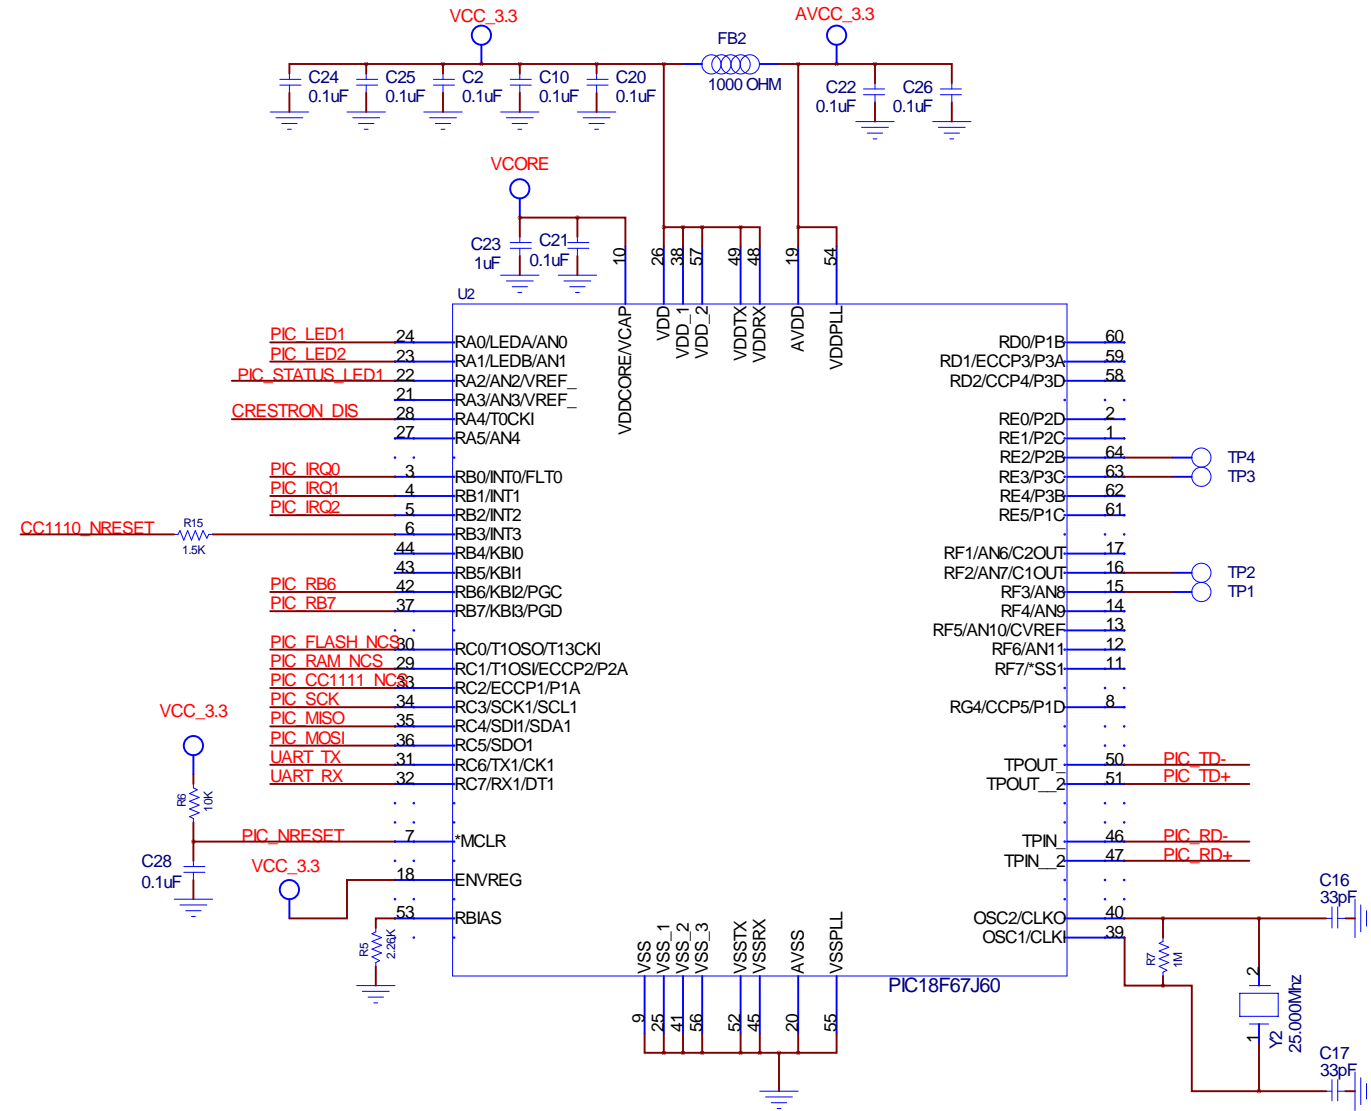 VCC_3.3
AVCC_3.3
FB2
1000 OHM
C24
0.1uF
C25
0.1uF
C2
0.1uF
C10
0.1uF
C20
0.1uF
C22
0.1uF
C26
0.1uF
VCORE
C23
1uF
C21
0.1uF
10
26
38
57
49
48
19
54
U2
VDDCORE/VCAP
VDD
VDD_1
VDD_2
VDDTX
VDDRX
AVDD
VDDPLL
PIC_LED1 24 RA0/LEDA/AN0
PIC_LED2 23 RA1/LEDB/AN1
PIC_STATUS_LED1 22 RA2/AN2/VREF_
21 RA3/AN3/VREF_
CRESTRON_DIS 28 RA4/T0CKI
27 RA5/AN4
PIC_IRQ0 3 RB0/INT0/FLT0
PIC_IRQ1 4 RB1/INT1
PIC_IRQ2 5 RB2/INT2
CC1110_NRESET R15 1.5K 6 RB3/INT3
44 RB4/KBI0
43 RB5/KBI1
PIC_RB6 42 RB6/KBI2/PGC
PIC_RB7 37 RB7/KBI3/PGD
PIC_FLASH_NCS 30 RC0/T1OSO/T13CKI
PIC_RAM_NCS 29 RC1/T1OSI/ECCP2/P2A
PIC_CC1111_NCS 33 RC2/ECCP1/P1A
PIC_SCK 34 RC3/SCK1/SCL1
PIC_MISO 35 RC4/SDI1/SDA1
PIC_MOSI 36 RC5/SDO1
UART_TX 31 RC6/TX1/CK1
UART_RX 32 RC7/RX1/DT1
VCC_3.3
R6
10K
PIC_NRESET 7 *MCLR
C28
0.1uF
VCC_3.3
18 ENVREG
53 RBIAS
R5
2.26K
RD0/P1B 60
RD1/ECCP3/P3A 59
RD2/CCP4/P3D 58
RE0/P2D 2
RE1/P2C 1
RE2/P2B 64 TP4
RE3/P3C 63 TP3
RE4/P3B 62
RE5/P1C 61
RF1/AN6/C2OUT 17
RF2/AN7/C1OUT 16 TP2
RF3/AN8 15 TP1
RF4/AN9 14
RF5/AN10/CVREF 13
RF6/AN11 12
RF7/*SS1 11
RG4/CCP5/P1D 8
TPOUT_ 50 PIC_TD-
TPOUT__2 51 PIC_TD+
TPIN_ 46 PIC_RD-
TPIN__2 47 PIC_RD+
OSC2/CLKO 40
OSC1/CLKI 39
C16
33pF
R7
1M
2
1
Y2
25.000Mhz
C17
33pF
VSS
VSS_1
VSS_2
VSS_3
VSSTX
VSSRX
AVSS
VSSPLL
PIC18F67J60
9
25
41
56
52
45
20
55